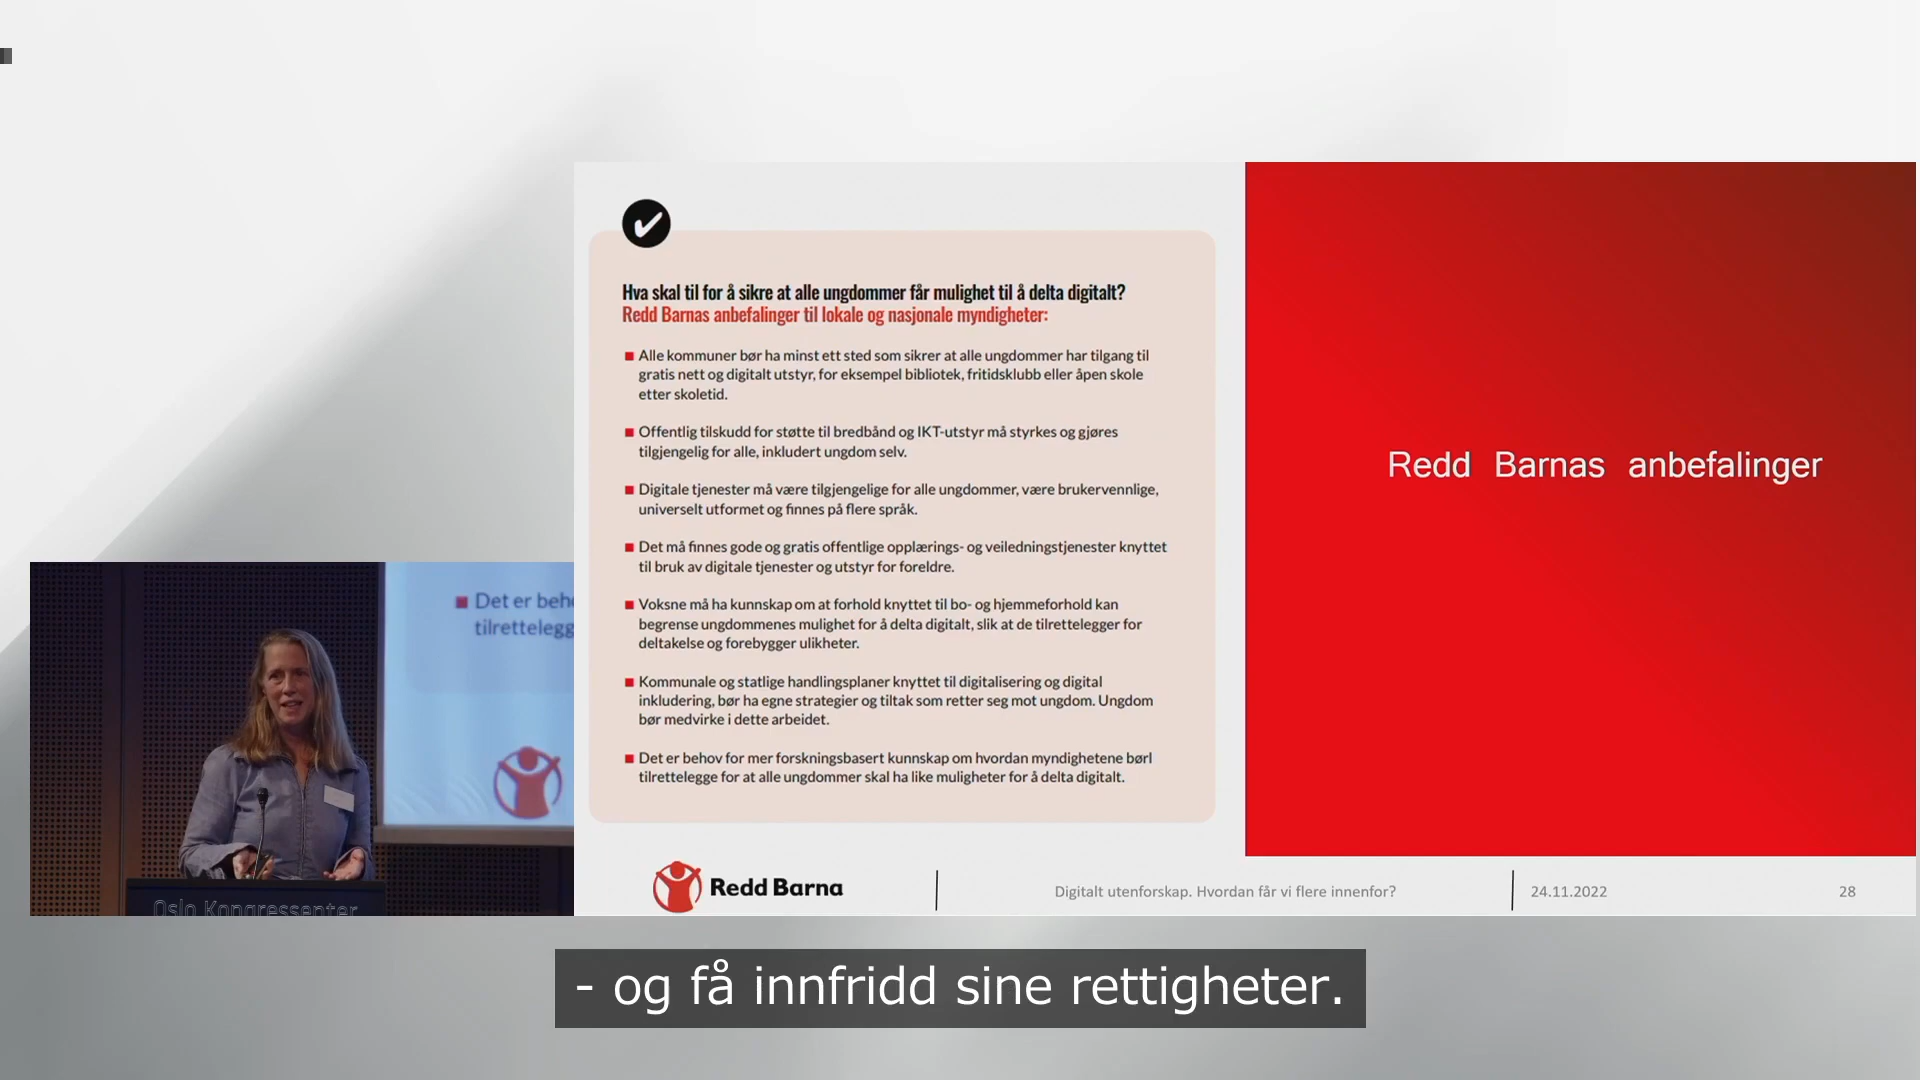 Hva skal til for å sikre at alle ungdommer får mulighet til å delta digitalt?
Redd Barnas anbefalinger til lokale og nasjonale myndigheter:
Alle kommuner bør ha minst ett sted som sikrer at alle ungdommer har tilgang til
gratis nett og digitalt utstyr, for eksempel bibliotek, fritidsklubb eller åpen skole
etter skoletid.
Offentlig tilskudd for støtte til bredbånd og IKT-utstyr må styrkes og gjøres
tilgjengelig for alle, inkludert ungdom selv.
Digitale tjenester må være tilgjengelige for alle ungdommer, være brukervennlige,
universelt utformet og finnes på flere språk.
Det må finnes gode og gratis offentlige opplærings- og veiledningstjenester knyttet
til bruk av digitale tjenester og utstyr for foreldre.
Voksne må ha kunnskap om at forhold knyttet til bo- og hjemmeforhold kan
begrense ungdommenes mulighet for å delta digitalt, slik at de tilrettelegger for
deltakelse og forebygger ulikheter.
Kommunale og statlige handlingsplaner knyttet til digitalisering og digital
inkludering, bør ha egne strategier og tiltak som retter seg mot ungdom. Ungdom
bør medvirke i dette arbeidet.
Det er behov for mer forskningsbasert kunnskap om hvordan myndighetene børl
tilrettelegge for at alle ungdommer skal ha like muligheter for å delta digitalt.
Redd Barnas anbefalinger
Redd Barna
Digitalt utenforskap. Hvordan får vi flere innenfor?
24.11.2022
28
Det er beh
tilrettelegg
Oslo Kongressenter
- og få innfridd sine rettigheter.